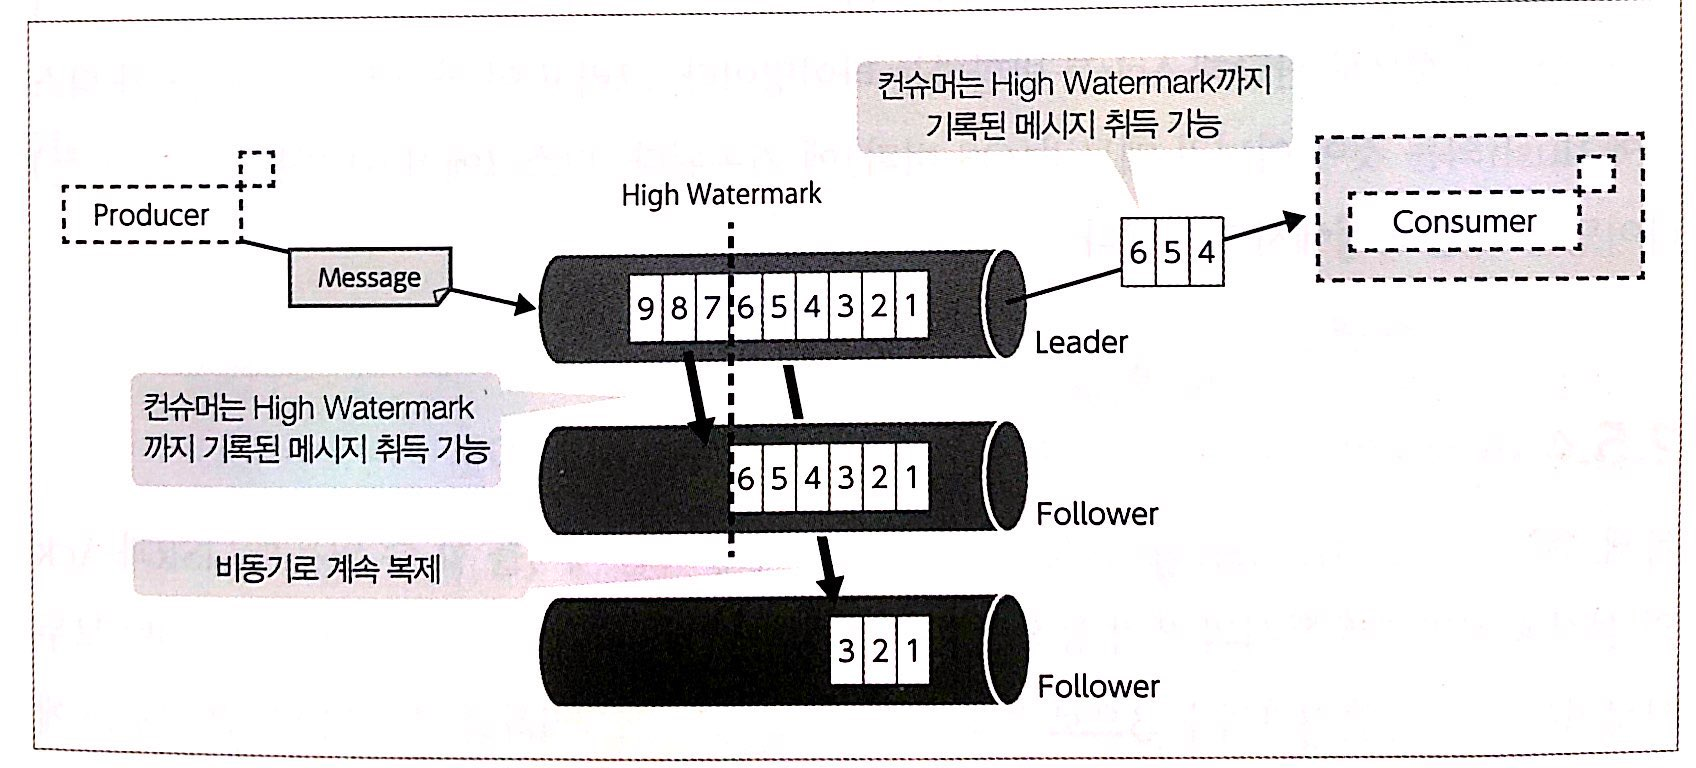 컨슈머는 High Watermark까지
기록된 메시지 취득 가능
Producer
Message
High Watermark
9 8 7 6 5 4 3 2 1
Leader
6 5 4
Consumer
컨슈머는 High Watermark
까지 기록된 메시지 취득 가능
6 5 4 3 2 1
Follower
비동기로 계속 복제
3 2 1
Follower